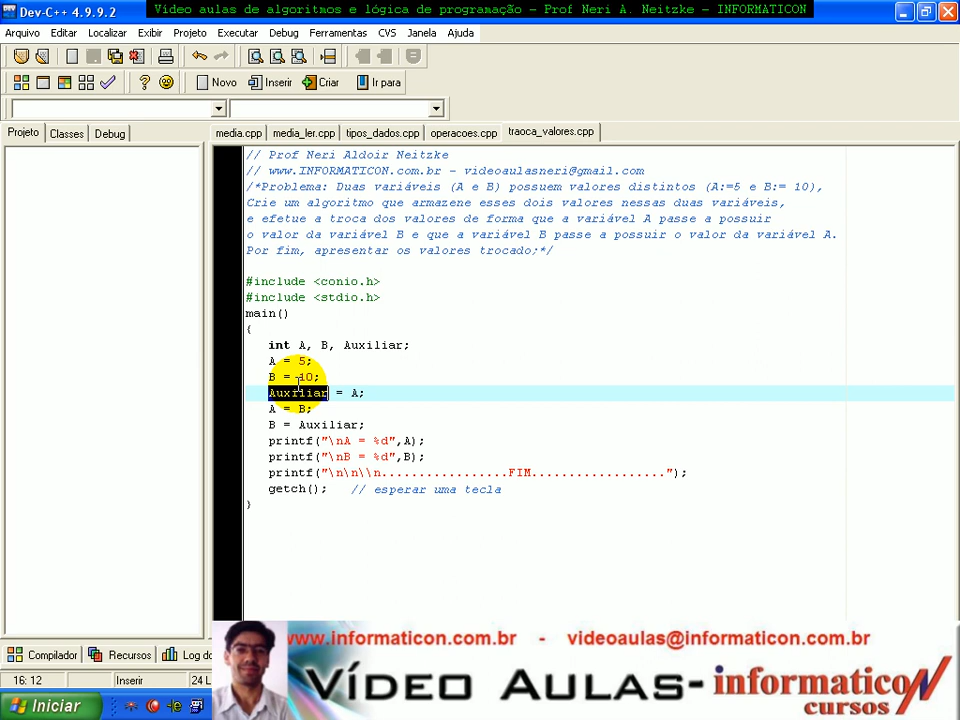 Dev-C++ 4.9.9.2
Vídeo aulas de algoritmos e lógica de programação – Prof Neri A. Neitzke – INFORMATICON
Arquivo Editar Localizar Exibir Projeto Executar Debug Ferramentas CVS Janela Ajuda
Novo Inserir Criar Ir para
Projeto Classes Debug
media.cpp media_ler.cpp tipos_dados.cpp operacoes.cpp traoca_valores.cpp
// Prof Neri Aldoir Neitzke
// www.INFORMATICON.com.br - videoaulasneri@gmail.com
/*Problema: Duas variáveis (A e B) possuem valores distintos (A:=5 e B:= 10),
Crie um algoritmo que armazene esses dois valores nessas duas variáveis,
e efetue a troca dos valores de forma que a variável A passe a possuir
o valor da variável B e que a variável B passe a possuir o valor da variável A.
Por fim, apresentar os valores trocado;*/
#include <conio.h>
#include <stdio.h>
main()
{
int A, B, Auxiliar;
A = 5;
B = 10;
Auxiliar = A;
A = B;
B = Auxiliar;
printf("\nA = %d",A);
printf("\nB = %d",B);
printf("\n\n\\n.................FIM..................");
getch(); // esperar uma tecla
}
Compilador Recursos Log do
16: 12 Inserir 24 L
Iniciar
www.informaticon.com.br - videoaulas@informaticon.com.br
Vídeo Aulas-informaticon
cursos